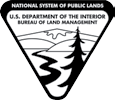 NATIONAL SYSTEM OF PUBLIC LANDS
U.S. DEPARTMENT OF THE INTERIOR
BUREAU OF LAND MANAGEMENT